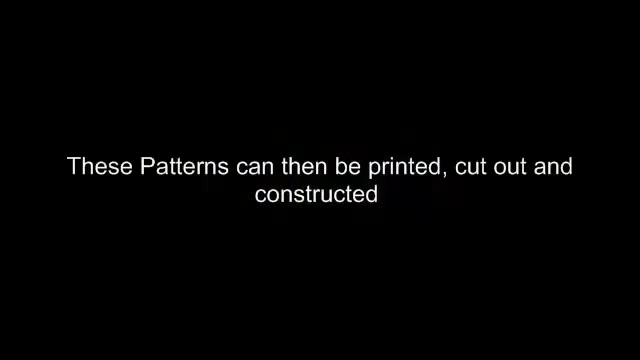 These Patterns can then be printed, cut out and
constructed